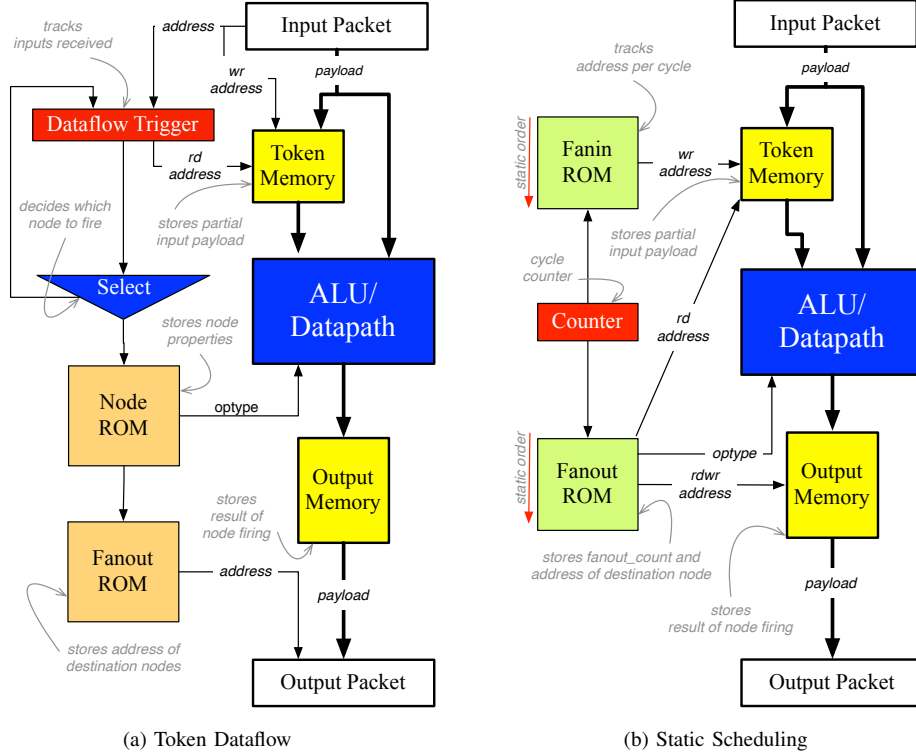 tracks
inputs received
address
Input Packet
wr
address
payload
Dataflow Trigger
rd
address
Token
Memory
decides which
node to fire
stores partial
input payload
Select
ALU/
Datapath
stores node
properties
Node
ROM
optype
Output
Memory
stores
result of
node firing
Fanout
ROM
address
payload
stores address of
destination nodes
Output Packet
(a) Token Dataflow
Input Packet
tracks
address per cycle
payload
static order
Fanin
ROM
wr
address
Token
Memory
stores partial
input payload
cycle
counter
Counter
rd
address
ALU/
Datapath
static order
Fanout
ROM
optype
rdwr
address
Output
Memory
stores fanout_count and
address of destination node
payload
stores
result of node firing
Output Packet
(b) Static Scheduling